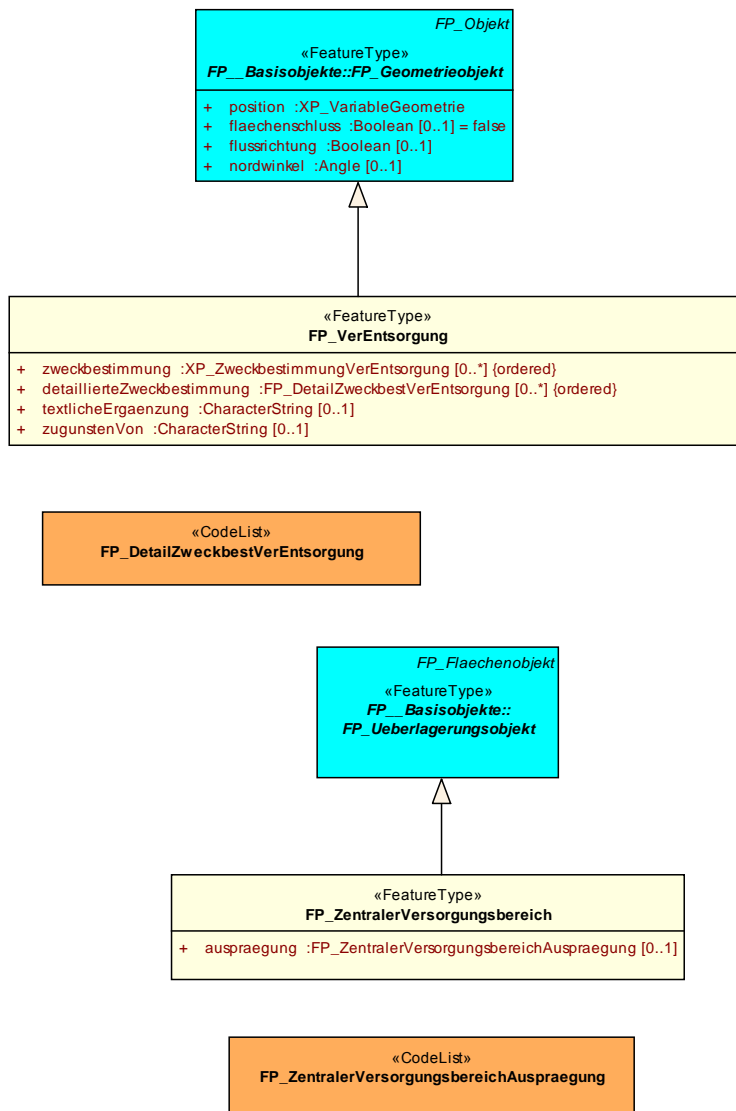 FP_Objekt
«FeatureType»
FP__Basisobjekte::FP_Geometrieobjekt
+ position :XP_VariableGeometrie
+ flaechenschluss :Boolean [0..1] = false
+ flussrichtung :Boolean [0..1]
+ nordwinkel :Angle [0..1]
«FeatureType»
FP_VerEntsorgung
+ zweckbestimmung :XP_ZweckbestimmungVerEntsorgung [0..*] {ordered}
+ detaillierteZweckbestimmung :FP_DetailZweckbestVerEntsorgung [0..*] {ordered}
+ textlicheErgaenzung :CharacterString [0..1]
+ zugunstenVon :CharacterString [0..1]
«CodeList»
FP_DetailZweckbestVerEntsorgung
FP_Flaechenobjekt
«FeatureType»
FP__Basisobjekte::
FP_Ueberlagerungsobjekt
«FeatureType»
FP_ZentralerVersorgungsbereich
+ auspraegung :FP_ZentralerVersorgungsbereichAuspraegung [0..1]
«CodeList»
FP_ZentralerVersorgungsbereichAuspraegung